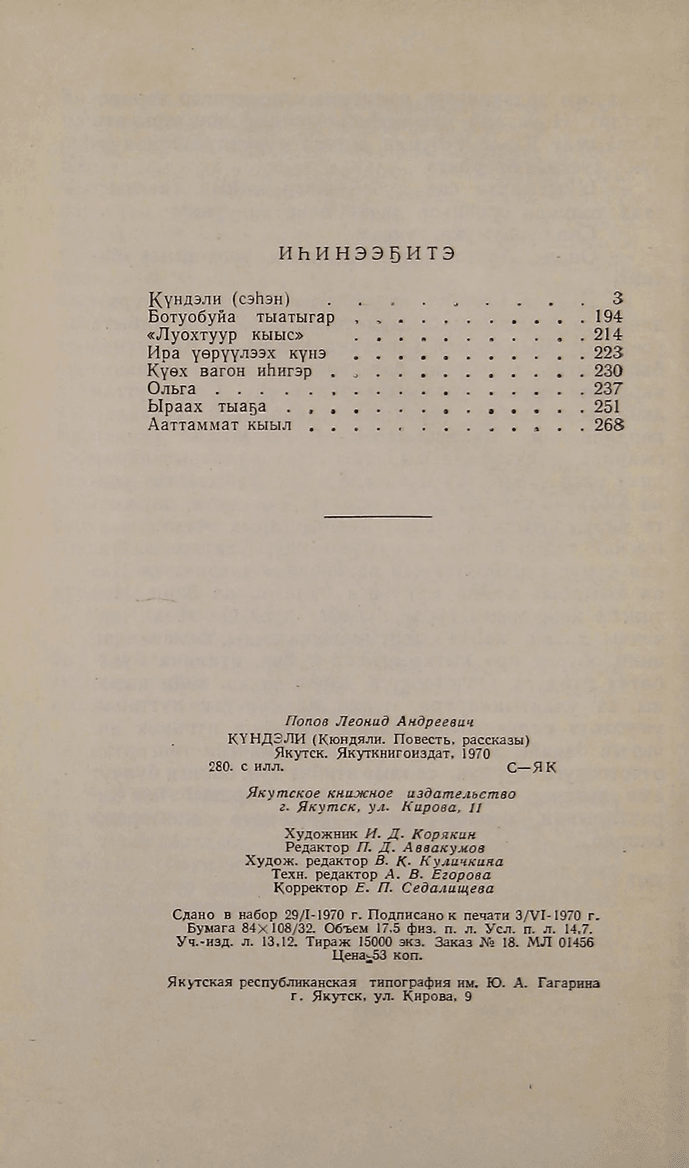 ИҺИНЭЭҔИТЭ
Күндэли (сэһэн) . . . . . . . . . . 3
Ботуобуйа тыатыгар . . . . . . . . . . . 194
«Луохтуур кыыс» . . . . . . . . . . . 214
Ира үөрүүлээх күнэ . . . . . . . . . . . 223
Күөх вагон иһигэр . . . . . . . . . . . . 230
Ольга . . . . . . . . . . . . . . . . . 237
Ыраах тыаҕа . . . . . . . . . . . . . . 251
Ааттаммат кыыл . . . . . . . . . . . . . 268
Попов Леонид Андреевич
КҮНДЭЛИ (Кюндяли. Повесть, рассказы)
Якутск. Якуткнигоиздат, 1970
280. с илл. С—ЯК
Якутское книжное издательство
г. Якутск, ул. Кирова, II
Художник И. Д. Корякин
Редактор П. Д. Аввакумов
Худож. редактор В. К. Куличкина
Техн. редактор А. В. Егорова
Корректор Е. П. Седалищева
Сдано в набор 29/I-1970 г. Подписано к печати 3/VI-1970 г.
Бумага 84×108/32. Объем 17.5 физ. п. л. Усл. п. л. 14,7.
Уч.-изд. л. 13,12. Тираж 15000 экз. Заказ № 18. МЛ 01456
Цена 53 коп.
Якутская республиканская типография им. Ю. А. Гагарина
г. Якутск, ул. Кирова, 9